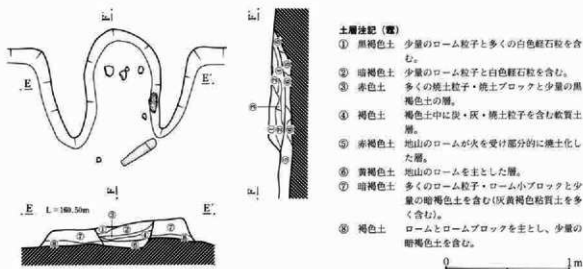 F
F'
E
E'
F
F'
E
L=160.50m
E'
土層注記（竈）
① 黒褐色土 少量のローム粒子と多くの白色軽石粒を含
む。
② 暗褐色土 少量のローム粒子と白色軽石粒を含む。
③ 赤色土 多くの焼土粒子・焼土ブロックと少量の黒
褐色土の層。
④ 褐色土 褐色土中に炭・灰・焼土粒子を含む軟質土
層。
⑤ 赤褐色土 地山のロームが火を受け部分的に焼土化し
た層。
⑥ 黄褐色土 地山のロームを主とした層。
⑦ 暗褐色土 多くのローム粒子・ローム小ブロックと少
量の暗褐色土を含む(灰黄褐色粘質土を多
く含む)。
⑧ 褐色土 ロームとロームブロックを主とし、少量の
暗褐色土を含む。
0 1m